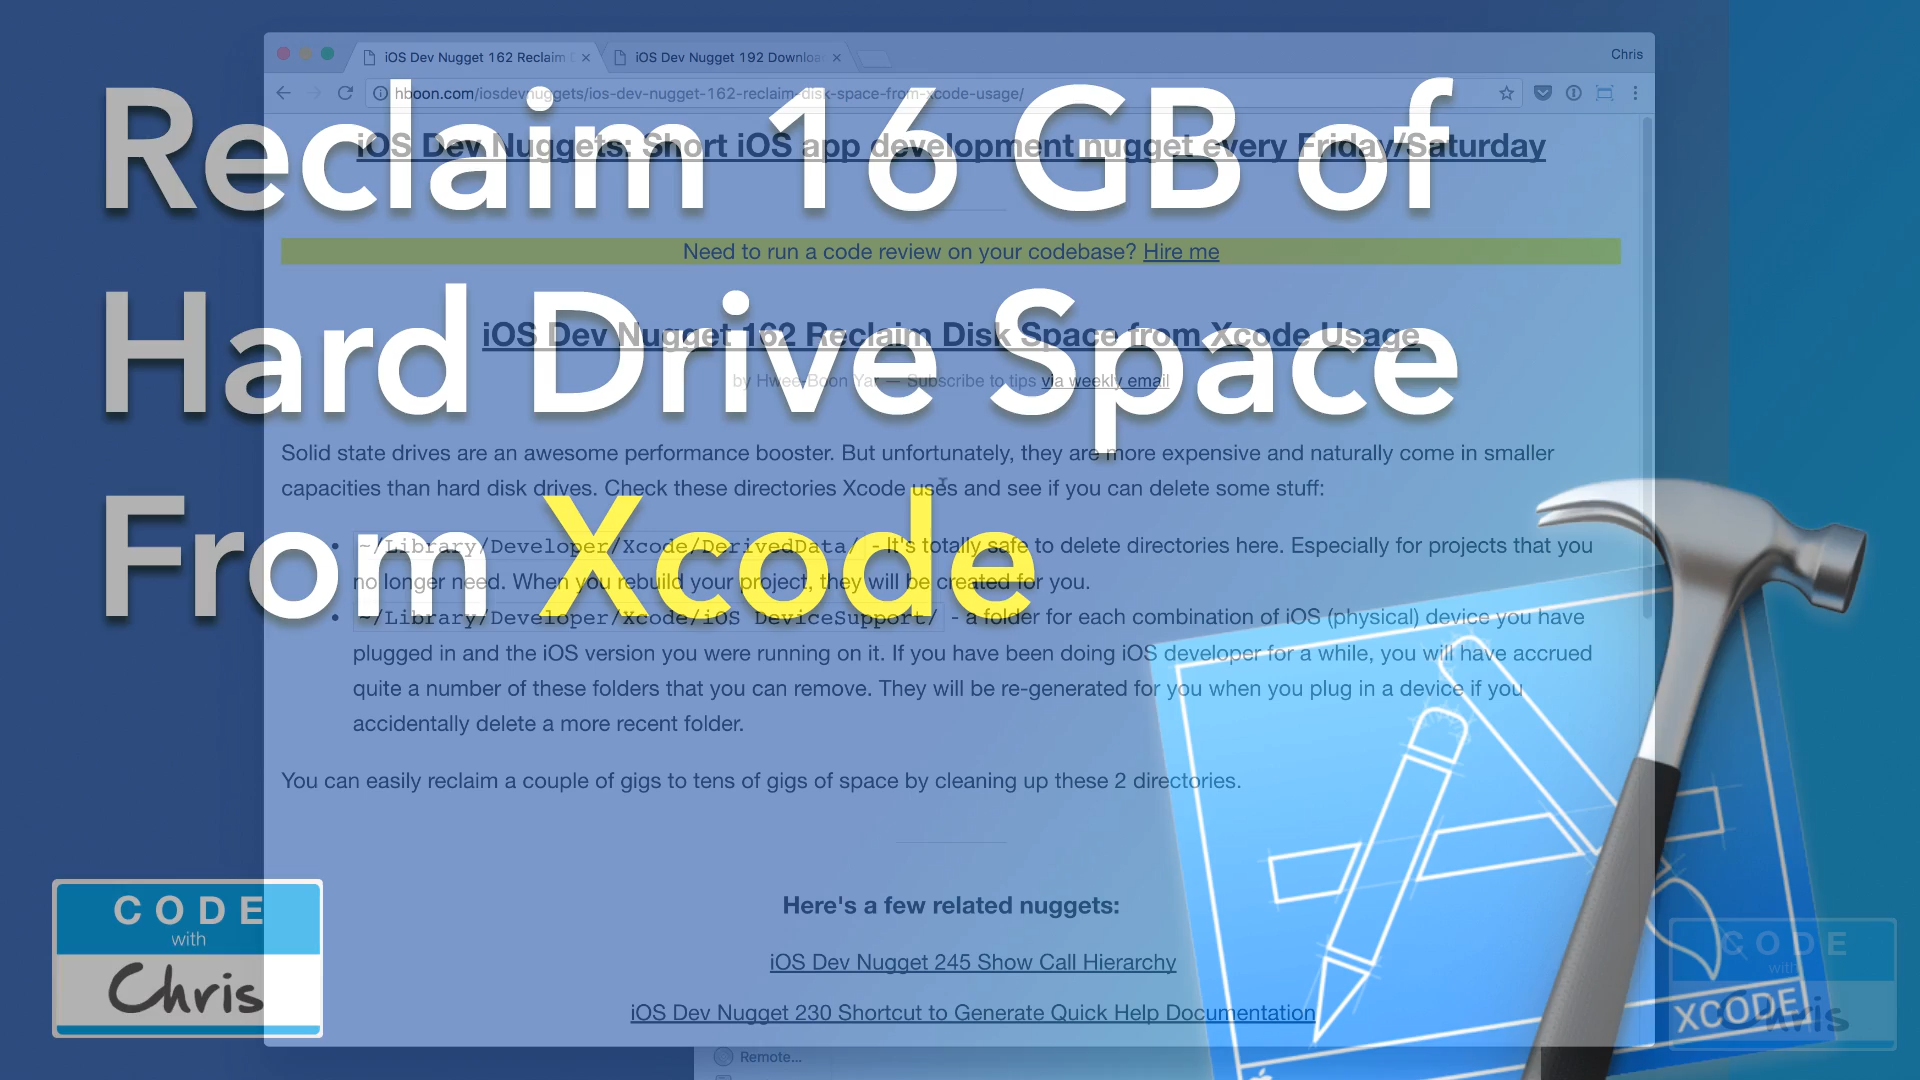 Reclaim 16 GB of
Hard Drive Space
From Xcode
iOS Dev Nugget 162 Reclaim
iOS Dev Nugget 192 Downloa
Chris
hboon.com/iosdevnuggets/ios-dev-nugget-162-reclaim-disk-space-from-xcode-usage/
iOS Dev Nuggets: Short iOS app development nugget every Friday/Saturday
Need to run a code review on your codebase? Hire me
iOS Dev Nugget 162 Reclaim Disk Space from Xcode Usage
by Hwee-Boon Yar — Subscribe to tips via weekly email
Solid state drives are an awesome performance booster. But unfortunately, they are more expensive and naturally come in smaller
capacities than hard disk drives. Check these directories Xcode uses and see if you can delete some stuff:
• ~/Library/Developer/Xcode/DerivedData/ - It's totally safe to delete directories here. Especially for projects that you
no longer need. When you rebuild your project, they will be created for you.
• ~/Library/Developer/Xcode/iOS DeviceSupport/ - a folder for each combination of iOS (physical) device you have
plugged in and the iOS version you were running on it. If you have been doing iOS developer for a while, you will have accrued
quite a number of these folders that you can remove. They will be re-generated for you when you plug in a device if you
accidentally delete a more recent folder.
You can easily reclaim a couple of gigs to tens of gigs of space by cleaning up these 2 directories.
Here's a few related nuggets:
iOS Dev Nugget 245 Show Call Hierarchy
iOS Dev Nugget 230 Shortcut to Generate Quick Help Documentation
Remote...
CODE
with
Chris
XCODE
CODE
with
Chris